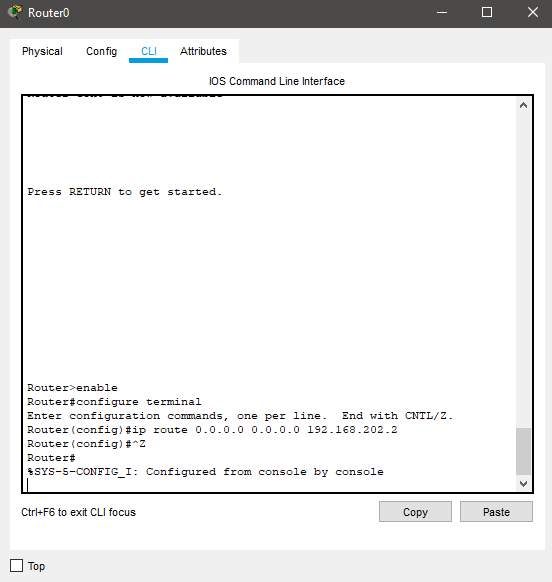 Router0
Physical Config CLI Attributes
IOS Command Line Interface
Press RETURN to get started.
Router>enable
Router#configure terminal
Enter configuration commands, one per line.  End with CNTL/Z.
Router(config)#ip route 0.0.0.0 0.0.0.0 192.168.202.2
Router(config)#^Z
Router#
%SYS-5-CONFIG_I: Configured from console by console
Ctrl+F6 to exit CLI focus
Copy Paste
Top